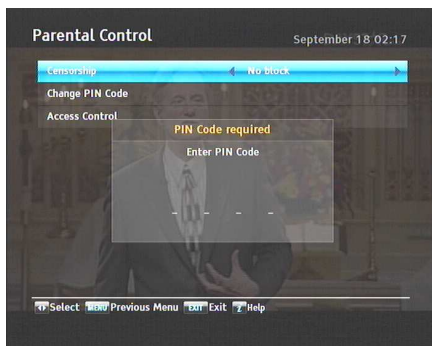 Parental Control
September 18 02:17
Censorship No block
Change PIN Code
Access Control
PIN Code required
Enter PIN Code
_ _ _ _
Select MENU Previous Menu EXIT Exit ? Help